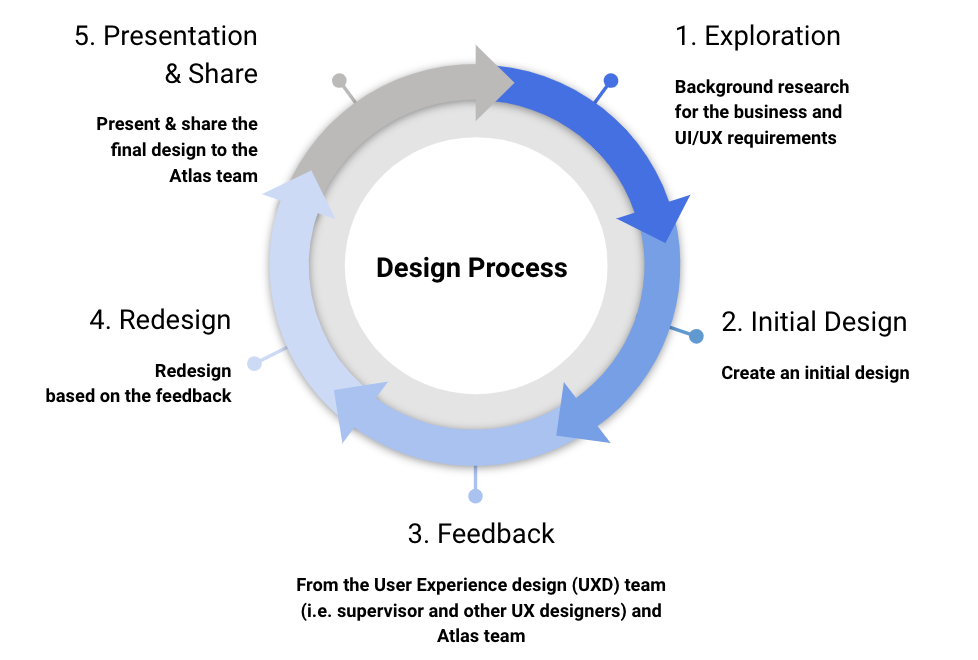 Design Process
1. Exploration
Background research
for the business and
UI/UX requirements
2. Initial Design
Create an initial design
3. Feedback
From the User Experience design (UXD) team
(i.e. supervisor and other UX designers) and
Atlas team
4. Redesign
Redesign
based on the feedback
5. Presentation
& Share
Present & share the
final design to the
Atlas team